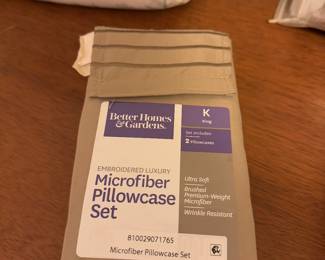 Better Homes
& Gardens.
K
King
Set Includes
2 Pillowcases
EMBROIDERED LUXURY
Microfiber
Pillowcase
Set
Ultra Soft
Brushed
Premium-Weight
Microfiber
Wrinkle Resistant
810029071765
Microfiber Pillowcase Set